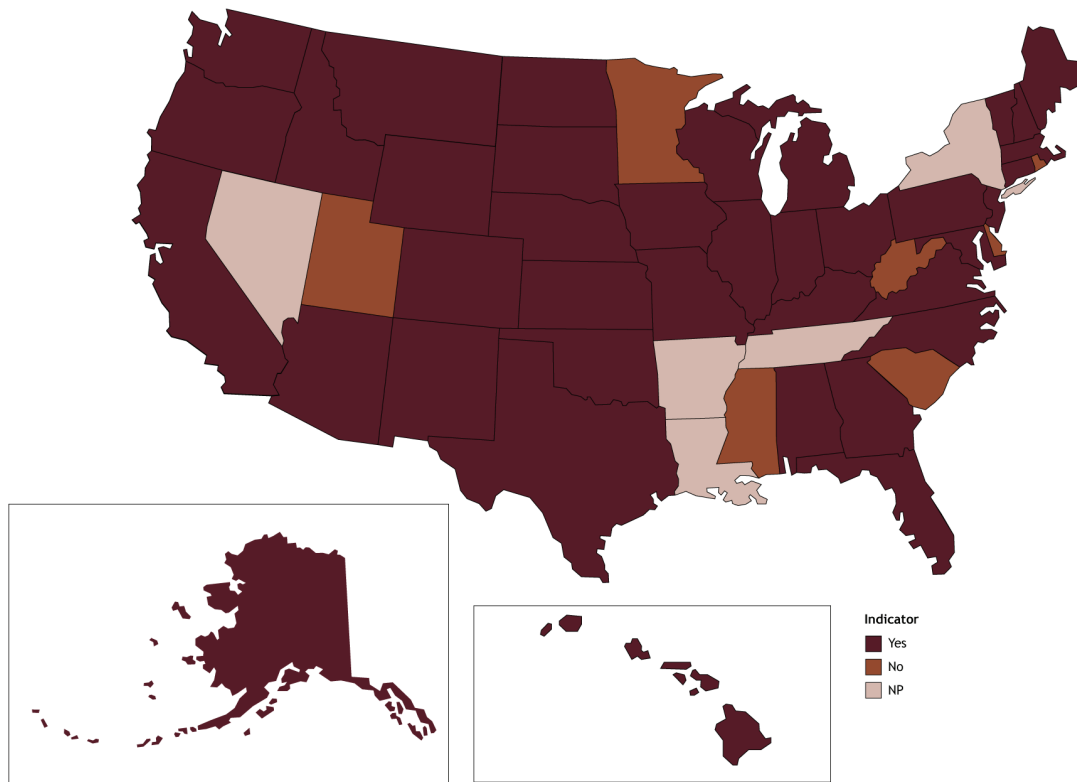 Indicator
Yes
No
NP